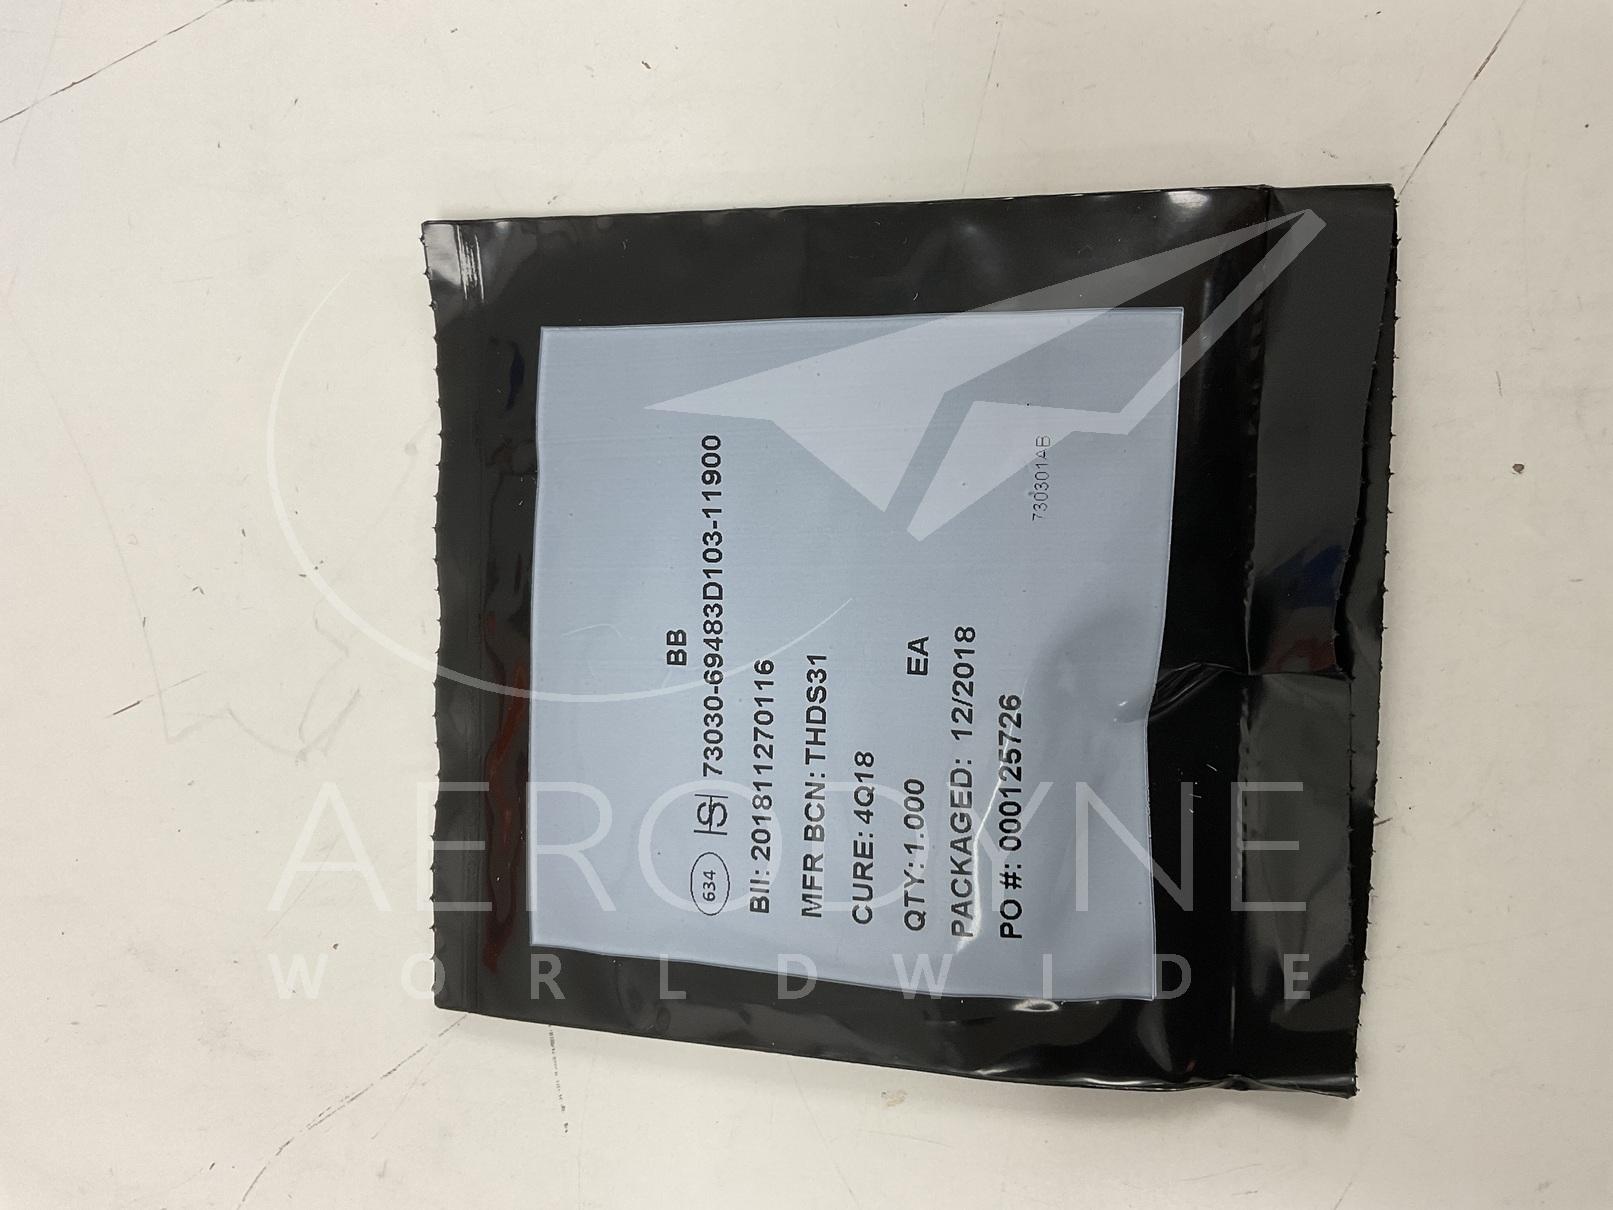 BB
634 |S| 73030-69483D103-11900
BII: 201811270116
MFR BCN: THDS31
CURE: 4Q18
QTY: 1.000 EA
PACKAGED: 12/2018
PO #: 000125726
730301AB
AERODYNE
WORLDWIDE